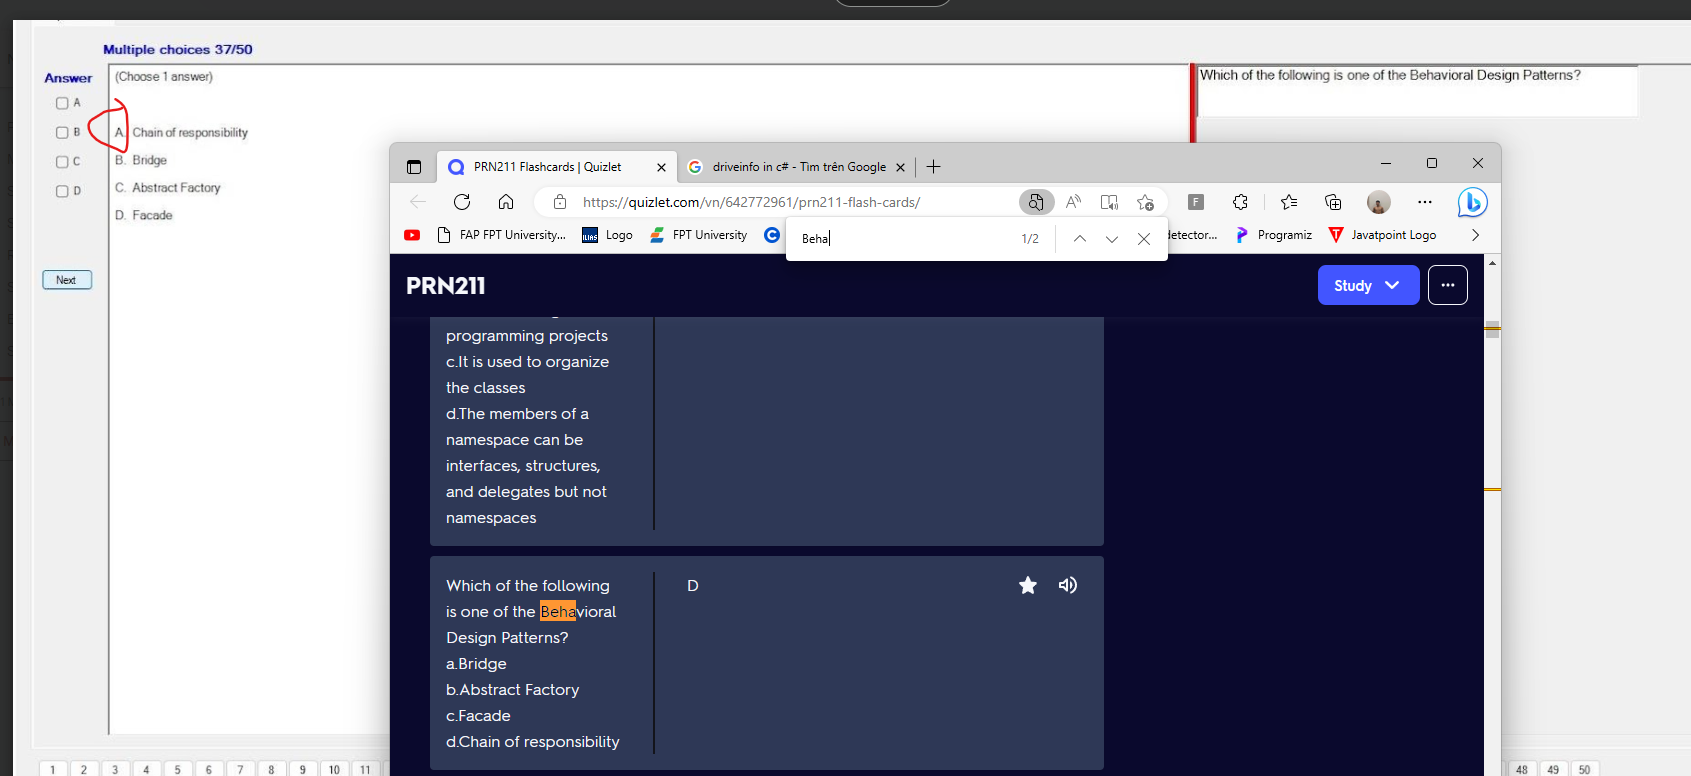 Multiple choices 37/50
Answer
(Choose 1 answer)
Which of the following is one of the Behavioral Design Patterns?
A
B
C
D
A. Chain of responsibility
B. Bridge
C. Abstract Factory
D. Facade
Next
PRN211 Flashcards | Quizlet
driveinfo in c# - Tìm trên Google
https://quizlet.com/vn/642772961/prn211-flash-cards/
F
FAP FPT University...
ILIAS
Logo
FPT University
Beha
1/2
detector...
Programiz
Javatpoint Logo
PRN211
Study
programming projects
c.It is used to organize
the classes
d.The members of a
namespace can be
interfaces, structures,
and delegates but not
namespaces
Which of the following
is one of the Behavioral
Design Patterns?
a.Bridge
b.Abstract Factory
c.Facade
d.Chain of responsibility
D
1 2 3 4 5 6 7 8 9 10 11 48 49 50